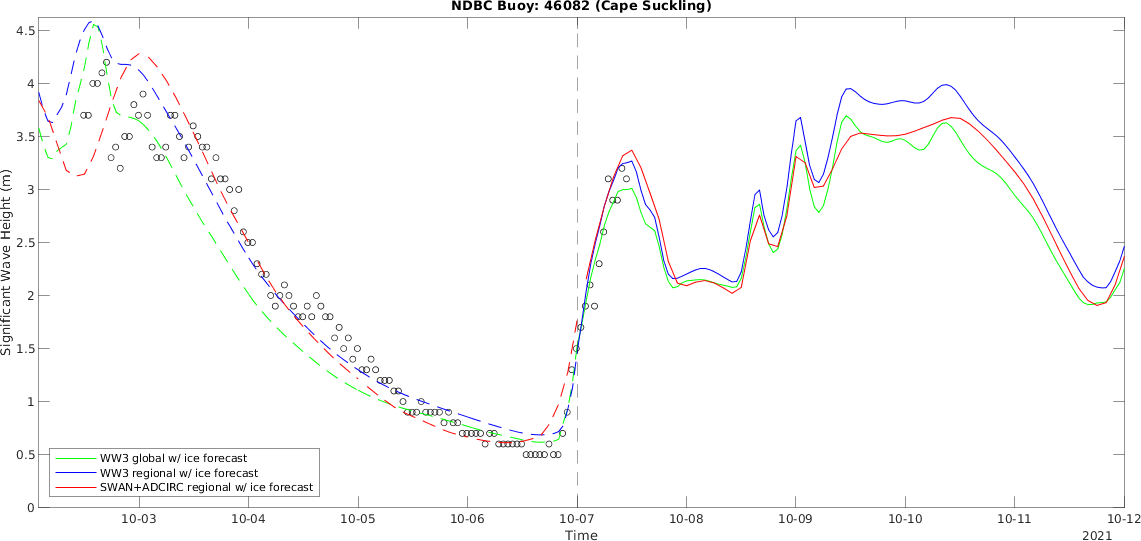 NDBC Buoy: 46082 (Cape Suckling)
Significant Wave Height (m)
4.5
4
3.5
3
2.5
2
1.5
1
0.5
0
WW3 global w/ ice forecast
WW3 regional w/ ice forecast
SWAN+ADCIRC regional w/ ice forecast
10-03 10-04 10-05 10-06 10-07 10-08 10-09 10-10 10-11 10-12
Time
2021